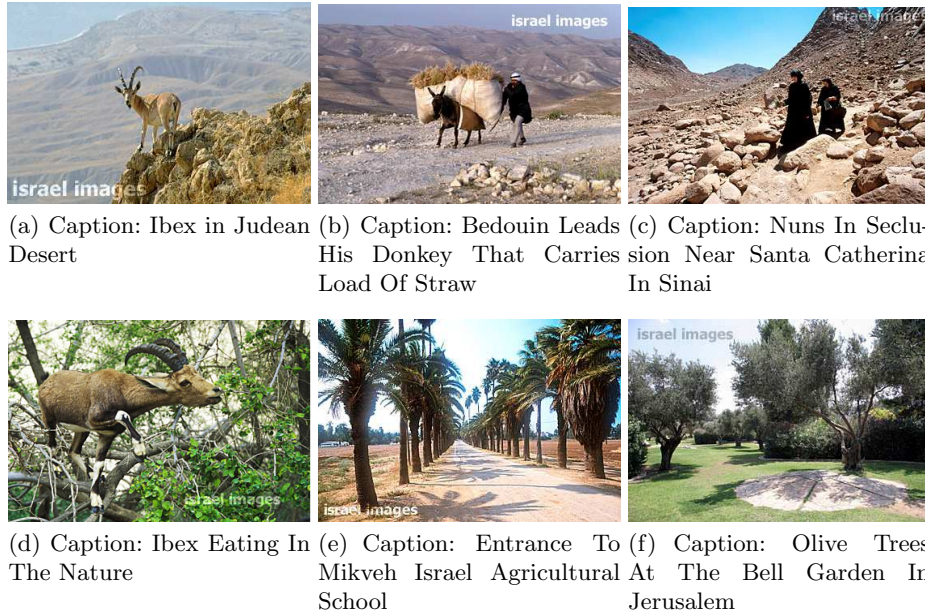 israel images
israel images
israel images
(a) Caption: Ibex in Judean
Desert
(b) Caption: Bedouin Leads
His Donkey That Carries
Load Of Straw
(c) Caption: Nuns In Seclu-
sion Near Santa Catherina
In Sinai
israel images
israel images
israel images
(d) Caption: Ibex Eating In
The Nature
(e) Caption: Entrance To
Mikveh Israel Agricultural
School
(f) Caption: Olive Trees
At The Bell Garden In
Jerusalem